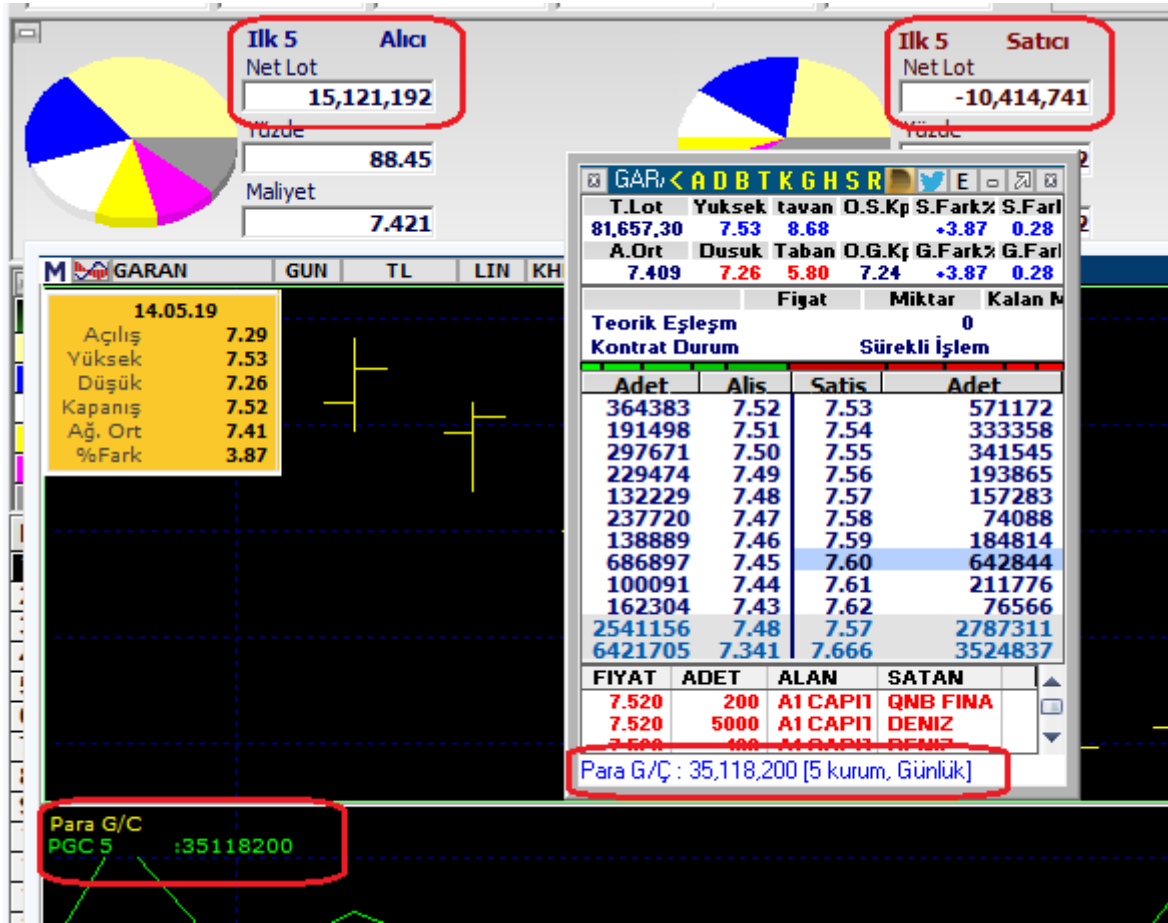 Ilk 5 Alıcı
Net Lot
15,121,192
Yüzde
88.45
Maliyet
7.421
Ilk 5 Satıcı
Net Lot
-10,414,741
Yüzde
M GARAN GUN TL LIN
14.05.19
Açılış 7.29
Yüksek 7.53
Düşük 7.26
Kapanış 7.52
Ağ. Ort 7.41
%Fark 3.87
< A D B T K G H S R E
T.Lot Yuksek tavan O.S.Kp S.Fark%
81,657,30 7.53 8.68 +3.87 0.28
A.Ort Dusuk Taban O.G.Kç G.Fark%
7.409 7.26 5.80 7.24 +3.87 0.28
Fiyat Miktar Kalan
Teorik Eşleşm 0
Kontrat Durum Sürekli İşlem
Adet Alis Satis Adet
364383 7.52 7.53 571172
191498 7.51 7.54 333358
297671 7.50 7.55 341545
229474 7.49 7.56 193865
132229 7.48 7.57 157283
237720 7.47 7.58 74088
138889 7.46 7.59 184814
686897 7.45 7.60 642844
100091 7.44 7.61 211776
162304 7.43 7.62 76566
2541156 7.48 7.57 2787311
6421705 7.341 7.666 3524837
FIYAT ADET ALAN SATAN
7.520 200 A1 CAPIT QNB FINA
7.520 5000 A1 CAPIT DENIZ
Para G/Ç : 35,118,200 [5 kurum, Günlük]
Para G/C
PGC 5 :35118200